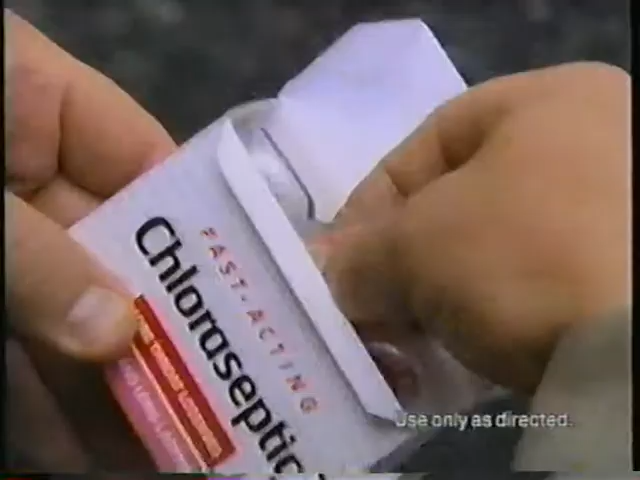 FAST-ACTING
Chloraseptic
Use only as directed.